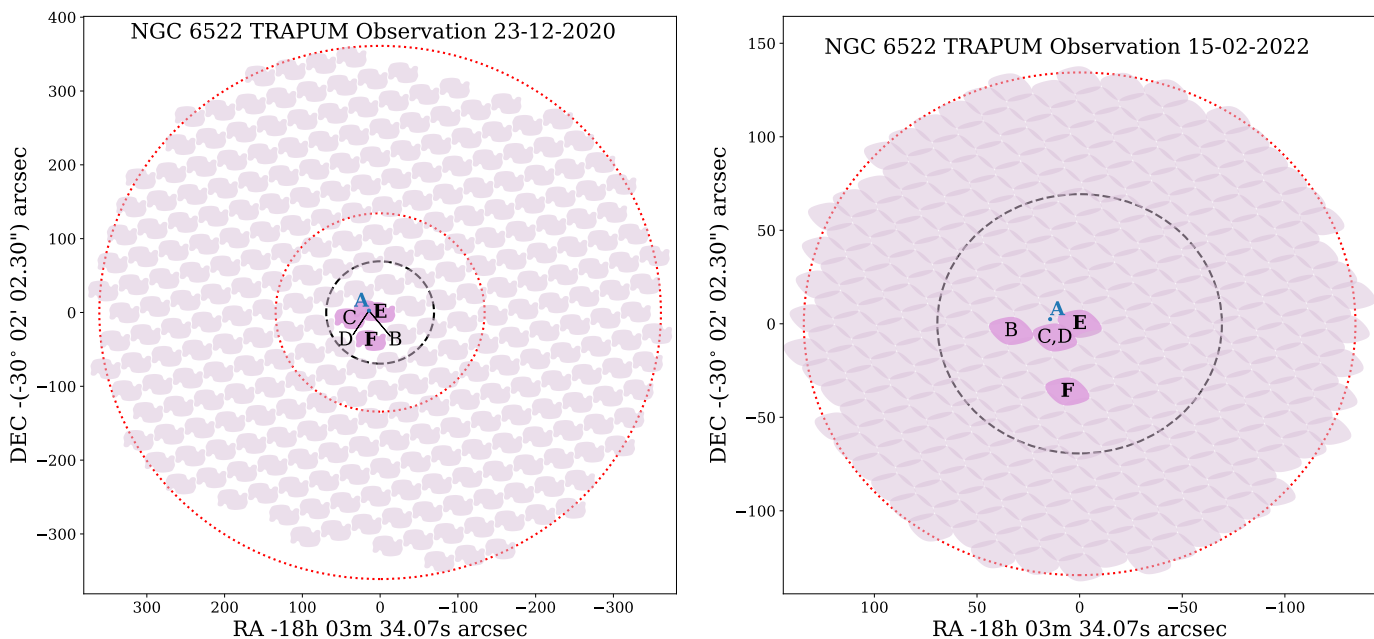 NGC 6522 TRAPUM Observation 23-12-2020
DEC -(-30° 02' 02.30") arcsec
400
300
200
100
0
−100
−200
−300
A
E
C
D
F
B
300 200 100 0 −100 −200 −300
RA -18h 03m 34.07s arcsec
NGC 6522 TRAPUM Observation 15-02-2022
DEC -(-30° 02' 02.30") arcsec
150
100
50
0
−50
−100
A
B
E
C,D
F
100 50 0 −50 −100
RA -18h 03m 34.07s arcsec